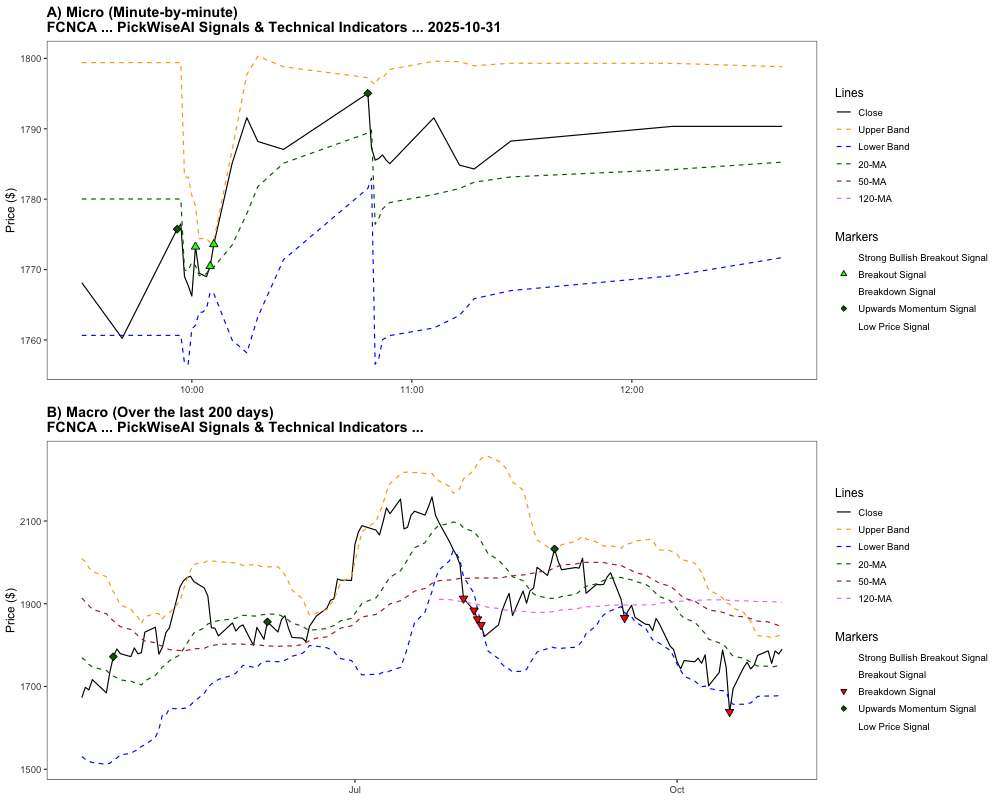 A) Micro (Minute-by-minute)
FCNCA ... PickWiseAI Signals & Technical Indicators ... 2025-10-31
Price ($)
1800
1790
1780
1770
1760
10:00
11:00
12:00
Lines
Close
Upper Band
Lower Band
20-MA
50-MA
120-MA
Markers
Strong Bullish Breakout Signal
Breakout Signal
Breakdown Signal
Upwards Momentum Signal
Low Price Signal
B) Macro (Over the last 200 days)
FCNCA ... PickWiseAI Signals & Technical Indicators ...
Price ($)
2100
1900
1700
1500
Jul
Oct
Lines
Close
Upper Band
Lower Band
20-MA
50-MA
120-MA
Markers
Strong Bullish Breakout Signal
Breakout Signal
Breakdown Signal
Upwards Momentum Signal
Low Price Signal